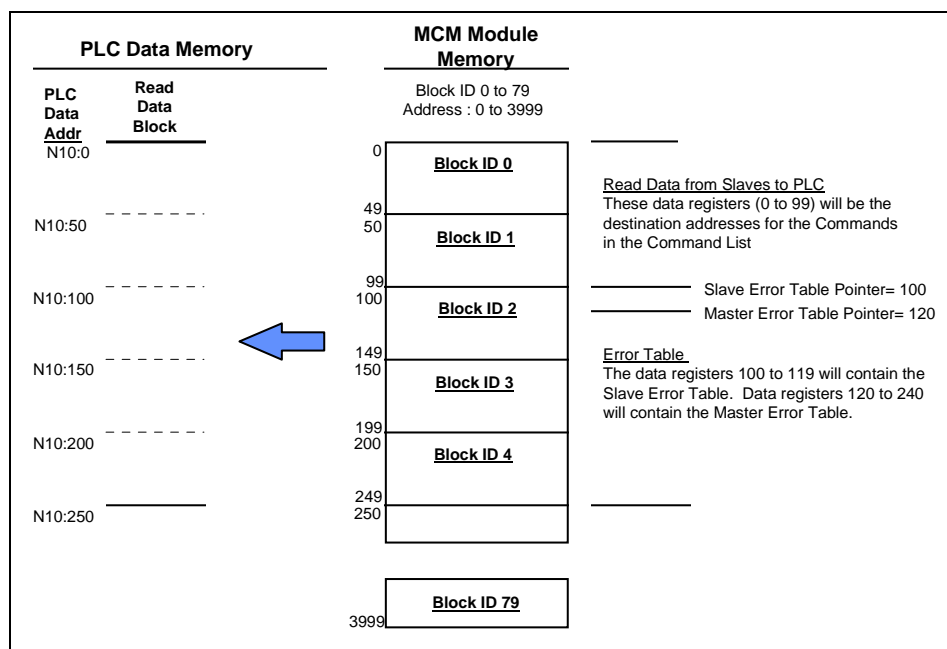 PLC Data Memory
MCM Module
Memory
PLC
Data
Addr
Read
Data
Block
Block ID 0 to 79
Address : 0 to 3999
N10:0
0
Block ID 0
Read Data from Slaves to PLC
These data registers (0 to 99) will be the
destination addresses for the Commands
in the Command List
49
N10:50
50
Block ID 1
99
N10:100
100
Block ID 2
Slave Error Table Pointer= 100
Master Error Table Pointer= 120
149
N10:150
150
Block ID 3
Error Table
The data registers 100 to 119 will contain the
Slave Error Table.  Data registers 120 to 240
will contain the Master Error Table.
199
N10:200
200
Block ID 4
249
N10:250
250
Block ID 79
3999